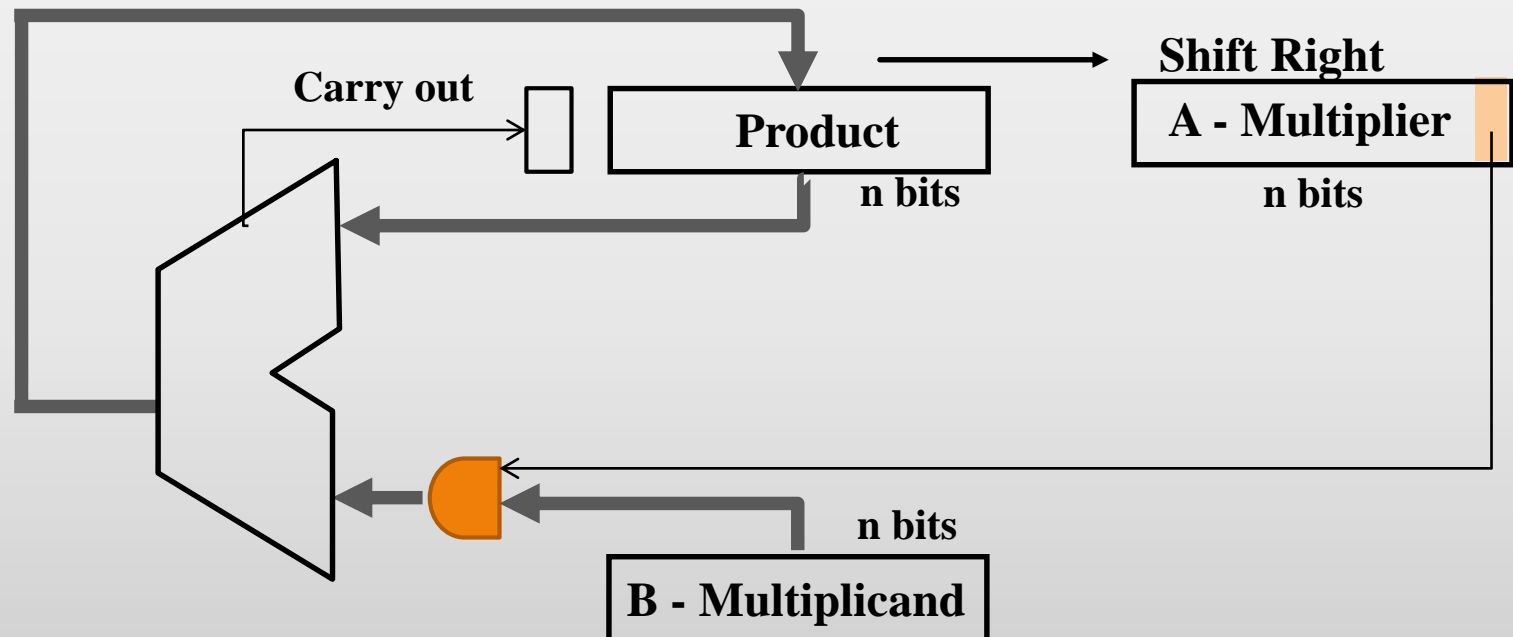 Shift Right
Carry out
Product
A - Multiplier
n bits
n bits
n bits
B - Multiplicand